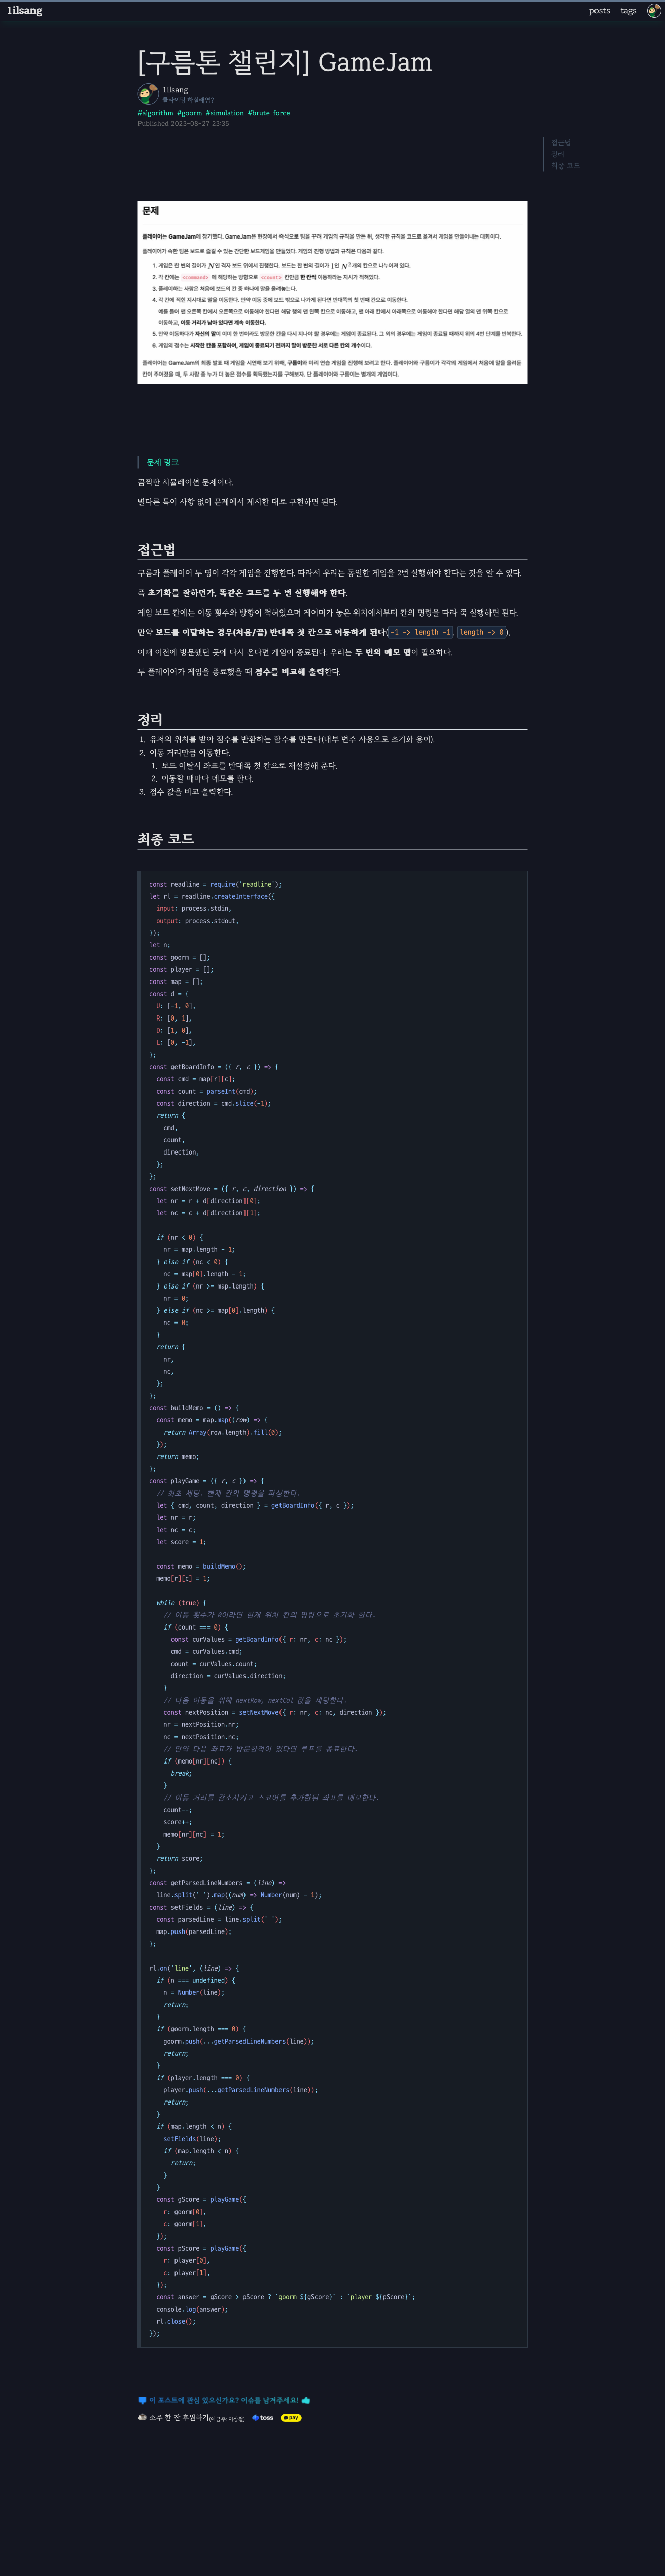 1ilsang
posts tags
[구름톤 챌린지] GameJam
1ilsang
클라이밍 하실래염?
#algorithm #goorm #simulation #brute-force
Published 2023-08-27 23:35
접근법
정리
최종 코드
문제
플레이어는 GameJam에 참가했다. GameJam은 현장에서 즉석으로 팀을 꾸려 게임의 규칙을 만든 뒤, 생각한 규칙을 코드로 옮겨서 게임을 만들어내는 대회이다.
플레이어가 속한 팀은 보드로 즐길 수 있는 간단한 보드게임을 만들었다. 게임의 진행 방법과 규칙은 다음과 같다.
1. 게임은 한 변의 길이가 N인 격자 보드 위에서 진행한다. 보드는 한 변의 길이가 1인 N²개의 칸으로 나누어져 있다.
2. 각 칸에는 <command> 에 해당하는 방향으로 <count> 칸만큼 한 칸씩 이동하라는 지시가 적혀있다.
3. 플레이하는 사람은 처음에 보드의 칸 중 하나에 말을 올려놓는다.
4. 각 칸에 적힌 지시대로 말을 이동한다. 만약 이동 중에 보드 밖으로 나가게 된다면 반대쪽의 첫 번째 칸으로 이동하고,
예를 들어 맨 오른쪽 칸에서 오른쪽으로 이동해야 한다면 해당 행의 맨 왼쪽 칸으로 이동하고, 맨 아래 칸에서 아래쪽으로 이동해야 한다면 해당 열의 맨 위쪽 칸으로
이동하고, 이동 거리가 남아 있다면 계속 이동한다.
5. 만약 이동하다가 자신의 말이 이미 한 번이라도 방문한 칸을 다시 지나야 할 경우에는 게임이 종료된다. 그 외의 경우에는 게임이 종료될 때까지 위의 4번 단계를 반복한다.
6. 게임의 점수는 시작한 칸을 포함하여, 게임이 종료되기 전까지 말이 방문한 서로 다른 칸의 개수이다.
플레이어는 GameJam의 최종 발표 때 게임을 시연해 보기 위해, 구름이와 미리 연습 게임을 진행해 보려고 한다. 플레이어와 구름이가 각각의 게임에서 처음에 말을 올려둔
칸이 주어졌을 때, 두 사람 중 누가 더 높은 점수를 획득했는지를 구해보자. 단 플레이어와 구름이는 별개의 게임이다.
문제 링크
끔찍한 시뮬레이션 문제이다.
별다른 특이 사항 없이 문제에서 제시한 대로 구현하면 된다.
접근법
구름과 플레이어 두 명이 각각 게임을 진행한다. 따라서 우리는 동일한 게임을 2번 실행해야 한다는 것을 알 수 있다.
즉 초기화를 잘하던가, 똑같은 코드를 두 번 실행해야 한다.
게임 보드 칸에는 이동 횟수와 방향이 적혀있으며 게이머가 놓은 위치에서부터 칸의 명령을 따라 쭉 실행하면 된다.
만약 보드를 이탈하는 경우(처음/끝) 반대쪽 첫 칸으로 이동하게 된다(-1 -> length -1, length -> 0).
이때 이전에 방문했던 곳에 다시 온다면 게임이 종료된다. 우리는 두 번의 메모 맵이 필요하다.
두 플레이어가 게임을 종료했을 때 점수를 비교해 출력한다.
정리
1. 유저의 위치를 받아 점수를 반환하는 함수를 만든다(내부 변수 사용으로 초기화 용이).
2. 이동 거리만큼 이동한다.
1. 보드 이탈시 좌표를 반대쪽 첫 칸으로 재설정해 준다.
2. 이동할 때마다 메모를 한다.
3. 점수 값을 비교 출력한다.
최종 코드
const readline = require('readline');
let rl = readline.createInterface({
input: process.stdin,
output: process.stdout,
});
let n;
const goorm = [];
const player = [];
const map = [];
const d = {
U: [-1, 0],
R: [0, 1],
D: [1, 0],
L: [0, -1],
};
const getBoardInfo = ({ r, c }) => {
const cmd = map[r][c];
const count = parseInt(cmd);
const direction = cmd.slice(-1);
return {
cmd,
count,
direction,
};
};
const setNextMove = ({ r, c, direction }) => {
let nr = r + d[direction][0];
let nc = c + d[direction][1];
if (nr < 0) {
nr = map.length - 1;
} else if (nc < 0) {
nc = map[0].length - 1;
} else if (nr >= map.length) {
nr = 0;
} else if (nc >= map[0].length) {
nc = 0;
}
return {
nr,
nc,
};
};
const buildMemo = () => {
const memo = map.map((row) => {
return Array(row.length).fill(0);
});
return memo;
};
const playGame = ({ r, c }) => {
// 최초 세팅. 현재 칸의 명령을 파싱한다.
let { cmd, count, direction } = getBoardInfo({ r, c });
let nr = r;
let nc = c;
let score = 1;
const memo = buildMemo();
memo[r][c] = 1;
while (true) {
// 이동 횟수가 0이라면 현재 위치 칸의 명령으로 초기화 한다.
if (count === 0) {
const curValues = getBoardInfo({ r: nr, c: nc });
cmd = curValues.cmd;
count = curValues.count;
direction = curValues.direction;
}
// 다음 이동을 위해 nextRow, nextCol 값을 세팅한다.
const nextPosition = setNextMove({ r: nr, c: nc, direction });
nr = nextPosition.nr;
nc = nextPosition.nc;
// 만약 다음 좌표가 방문한적이 있다면 루프를 종료한다.
if (memo[nr][nc]) {
break;
}
// 이동 거리를 감소시키고 스코어를 추가한뒤 좌표를 메모한다.
count--;
score++;
memo[nr][nc] = 1;
}
return score;
};
const getParsedLineNumbers = (line) =>
line.split(' ').map((num) => Number(num) - 1);
const setFields = (line) => {
const parsedLine = line.split(' ');
map.push(parsedLine);
};
rl.on('line', (line) => {
if (n === undefined) {
n = Number(line);
return;
}
if (goorm.length === 0) {
goorm.push(...getParsedLineNumbers(line));
return;
}
if (player.length === 0) {
player.push(...getParsedLineNumbers(line));
return;
}
if (map.length < n) {
setFields(line);
if (map.length < n) {
return;
}
}
const gScore = playGame({
r: goorm[0],
c: goorm[1],
});
const pScore = playGame({
r: player[0],
c: player[1],
});
const answer = gScore > pScore ? `goorm ${gScore}` : `player ${pScore}`;
console.log(answer);
rl.close();
});
이 포스트에 관심 있으신가요? 이슈를 남겨주세요!
소주 한 잔 후원하기(예금주: 이상철) toss pay